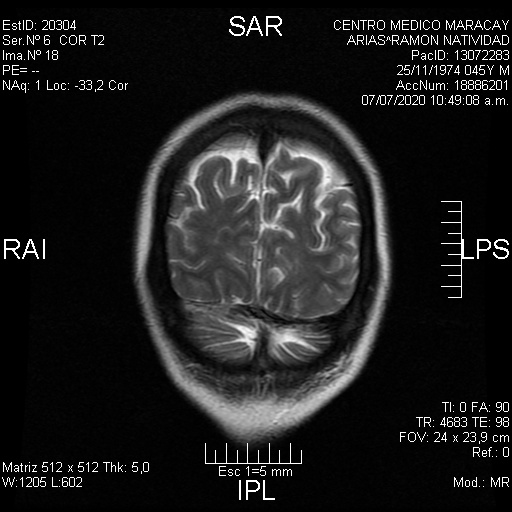 EstID: 20304
Ser.Nº 6 COR T2
Ima.Nº 18
PE= --
NAq: 1 Loc: -33,2 Cor
SAR
CENTRO MEDICO MARACAY
ARIAS^RAMON NATIVIDAD
PacID: 13072283
25/11/1974 045Y M
AccNum: 18886201
07/07/2020 10:49:08 a.m.
RAI
LPS
TI: 0 FA: 90
TR: 4683 TE: 98
FOV: 24 x 23,9 cm
Ref.: 0
Matriz 512 x 512 Thk: 5,0
W:1205 L:602
Esc 1=5 mm
IPL
Mod.: MR